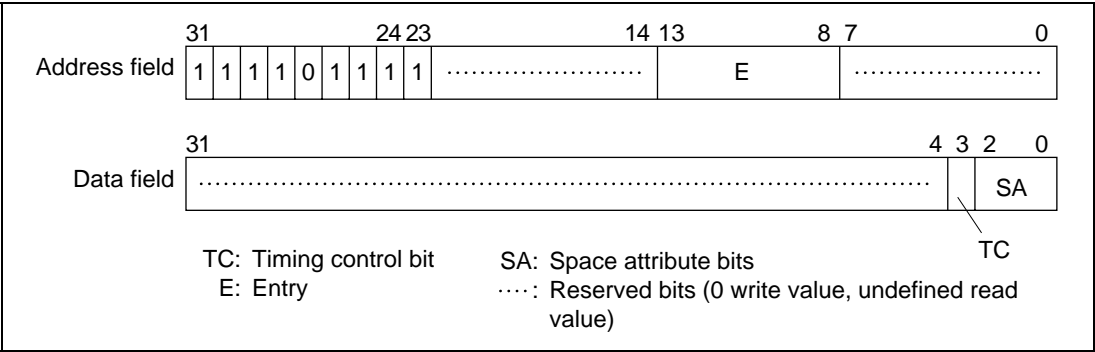 31 24 23 14 13 8 7 0
Address field 1 1 1 1 0 1 1 1 1 ........................ E ........................
31 4 3 2 0
Data field ........................................................................................ SA
TC
TC: Timing control bit SA: Space attribute bits
E: Entry ····: Reserved bits (0 write value, undefined read
value)